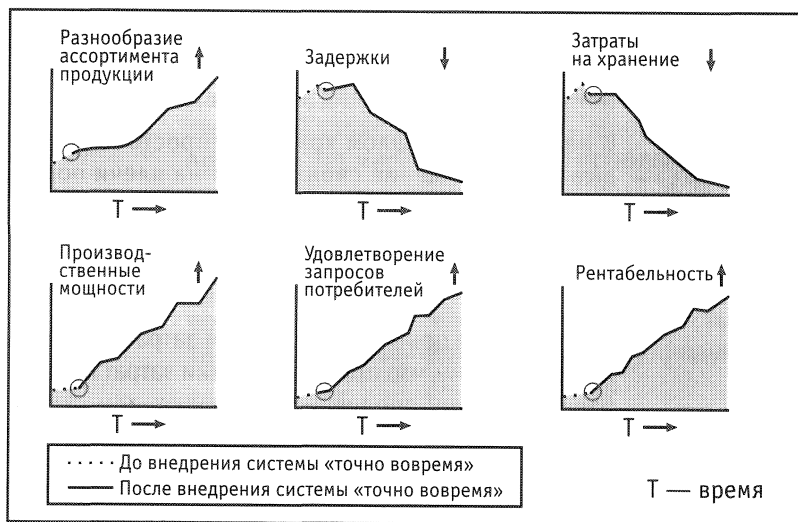 Разнообразие
ассортимента
продукции
Задержки
Затраты
на хранение
T
T
T
Производ-
ственные
мощности
Удовлетворение
запросов
потребителей
Рентабельность
T
T
T
До внедрения системы «точно вовремя»
После внедрения системы «точно вовремя»
T — время